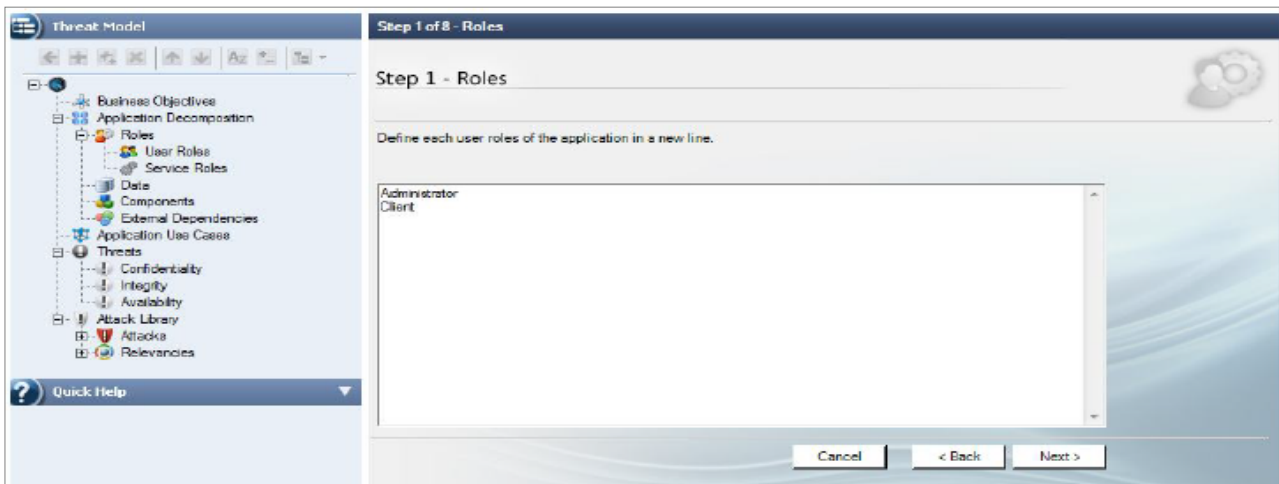 Threat Model
Az
Business Objectives
Application Decomposition
Roles
User Roles
Service Roles
Data
Components
External Dependencies
Application Use Cases
Threats
Confidentiality
Integrity
Availability
Attack Library
Attacks
Relevancies
? Quick Help
Step 1 of 8 - Roles
Step 1 - Roles
Define each user roles of the application in a new line.
Administrator
Client
Cancel
< Back
Next >